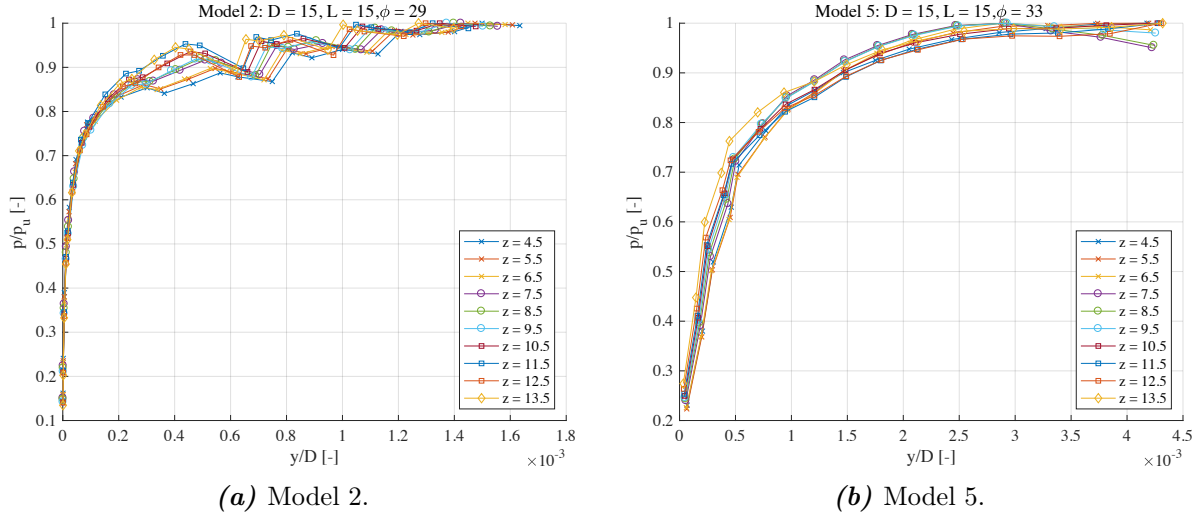 Model 2: D = 15, L = 15,ϕ = 29
p/p_u [-]
1
0.9
0.8
0.7
0.6
0.5
0.4
0.3
0.2
0.1
0 0.2 0.4 0.6 0.8 1 1.2 1.4 1.6 1.8
y/D [-]
×10⁻³
z = 4.5
z = 5.5
z = 6.5
z = 7.5
z = 8.5
z = 9.5
z = 10.5
z = 11.5
z = 12.5
z = 13.5
(a) Model 2.
Model 5: D = 15, L = 15,ϕ = 33
p/p_u [-]
1
0.9
0.8
0.7
0.6
0.5
0.4
0.3
0.2
0 0.5 1 1.5 2 2.5 3 3.5 4 4.5
y/D [-]
×10⁻³
z = 4.5
z = 5.5
z = 6.5
z = 7.5
z = 8.5
z = 9.5
z = 10.5
z = 11.5
z = 12.5
z = 13.5
(b) Model 5.